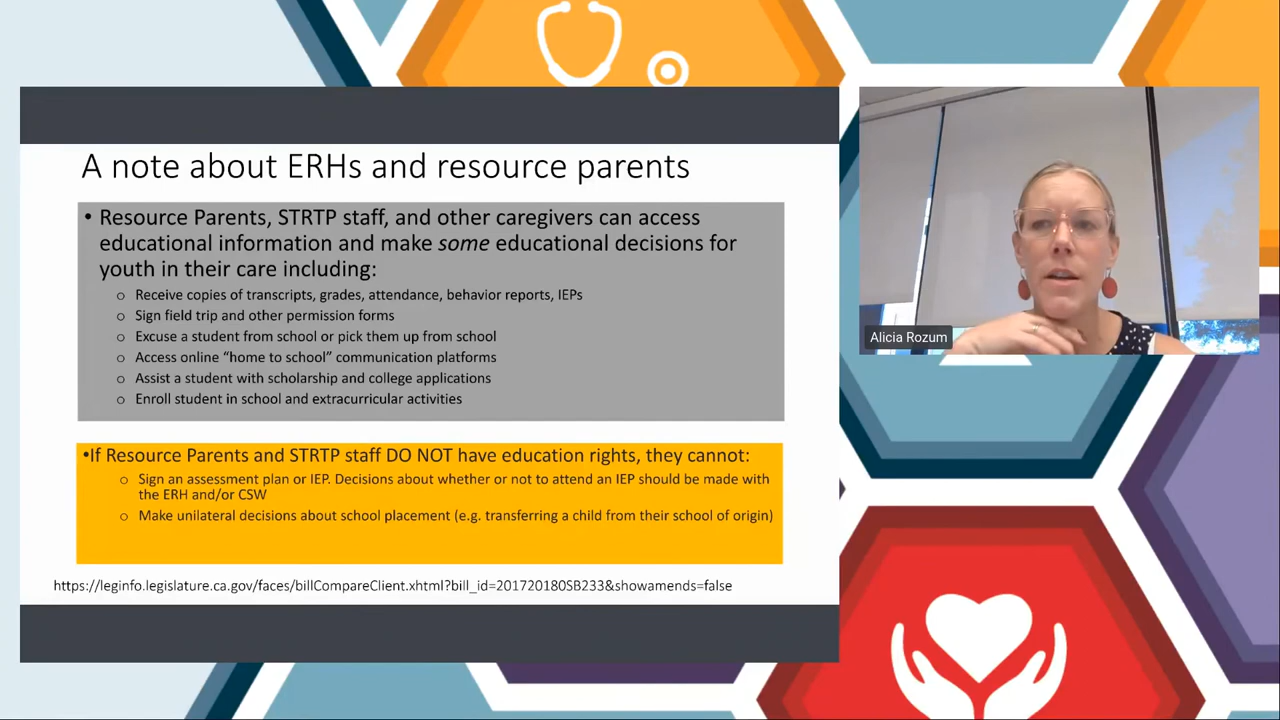 A note about ERHs and resource parents
• Resource Parents, STRTP staff, and other caregivers can access
educational information and make some educational decisions for
youth in their care including:
o Receive copies of transcripts, grades, attendance, behavior reports, IEPs
o Sign field trip and other permission forms
o Excuse a student from school or pick them up from school
o Access online “home to school” communication platforms
o Assist a student with scholarship and college applications
o Enroll student in school and extracurricular activities
•If Resource Parents and STRTP staff DO NOT have education rights, they cannot:
o Sign an assessment plan or IEP. Decisions about whether or not to attend an IEP should be made with
the ERH and/or CSW
o Make unilateral decisions about school placement (e.g. transferring a child from their school of origin)
https://leginfo.legislature.ca.gov/faces/billCompareClient.xhtml?bill_id=201720180SB233&showamends=false
Alicia Rozum